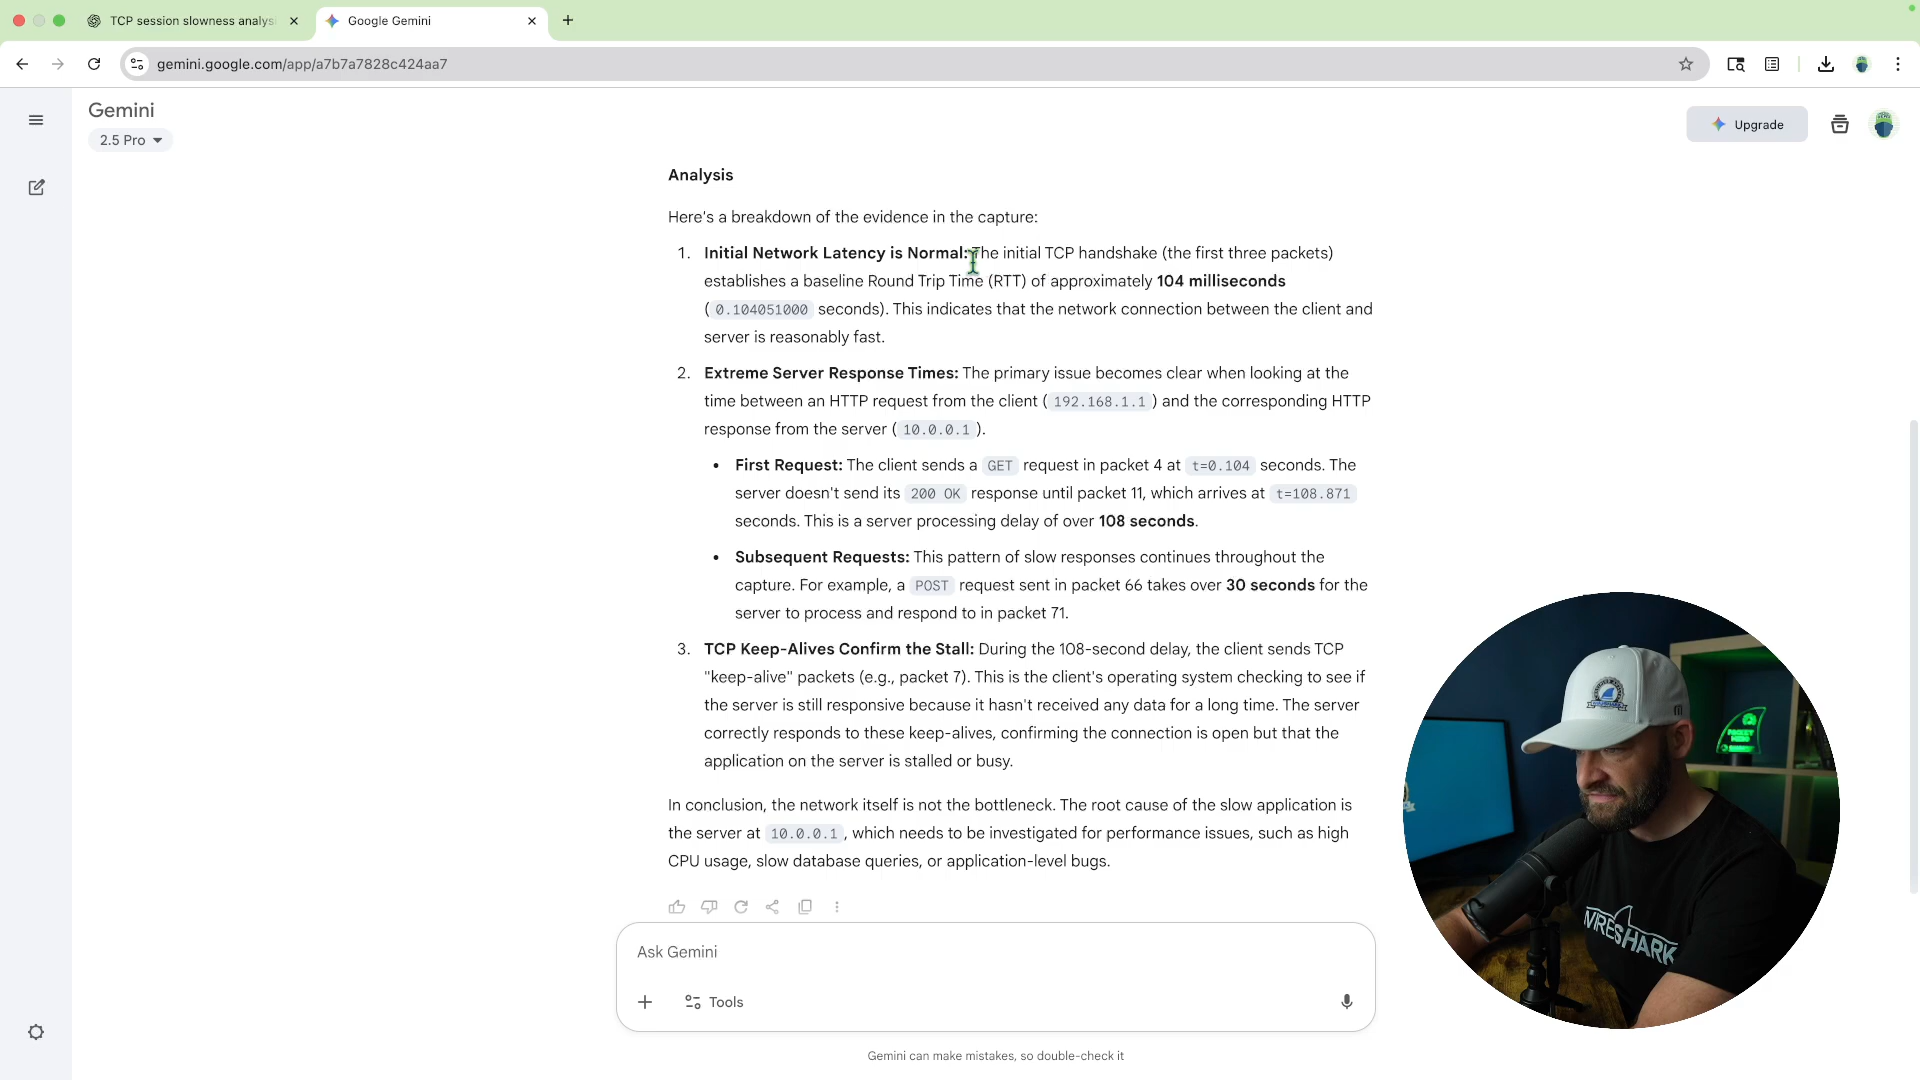 TCP session slowness analysi
Google Gemini
gemini.google.com/app/a7b7a7828c424aa7
Gemini
2.5 Pro
Upgrade
Analysis
Here's a breakdown of the evidence in the capture:
1. Initial Network Latency is Normal: The initial TCP handshake (the first three packets)
establishes a baseline Round Trip Time (RTT) of approximately 104 milliseconds
( 0.104051000 seconds). This indicates that the network connection between the client and
server is reasonably fast.
2. Extreme Server Response Times: The primary issue becomes clear when looking at the
time between an HTTP request from the client ( 192.168.1.1 ) and the corresponding HTTP
response from the server ( 10.0.0.1 ).
• First Request: The client sends a GET request in packet 4 at t=0.104 seconds. The
server doesn't send its 200 OK response until packet 11, which arrives at t=108.871
seconds. This is a server processing delay of over 108 seconds.
• Subsequent Requests: This pattern of slow responses continues throughout the
capture. For example, a POST request sent in packet 66 takes over 30 seconds for the
server to process and respond to in packet 71.
3. TCP Keep-Alives Confirm the Stall: During the 108-second delay, the client sends TCP
"keep-alive" packets (e.g., packet 7). This is the client's operating system checking to see if
the server is still responsive because it hasn't received any data for a long time. The server
correctly responds to these keep-alives, confirming the connection is open but that the
application on the server is stalled or busy.
In conclusion, the network itself is not the bottleneck. The root cause of the slow application is
the server at 10.0.0.1 , which needs to be investigated for performance issues, such as high
CPU usage, slow database queries, or application-level bugs.
Ask Gemini
Tools
Gemini can make mistakes, so double-check it
PACKET
WIRESHARK